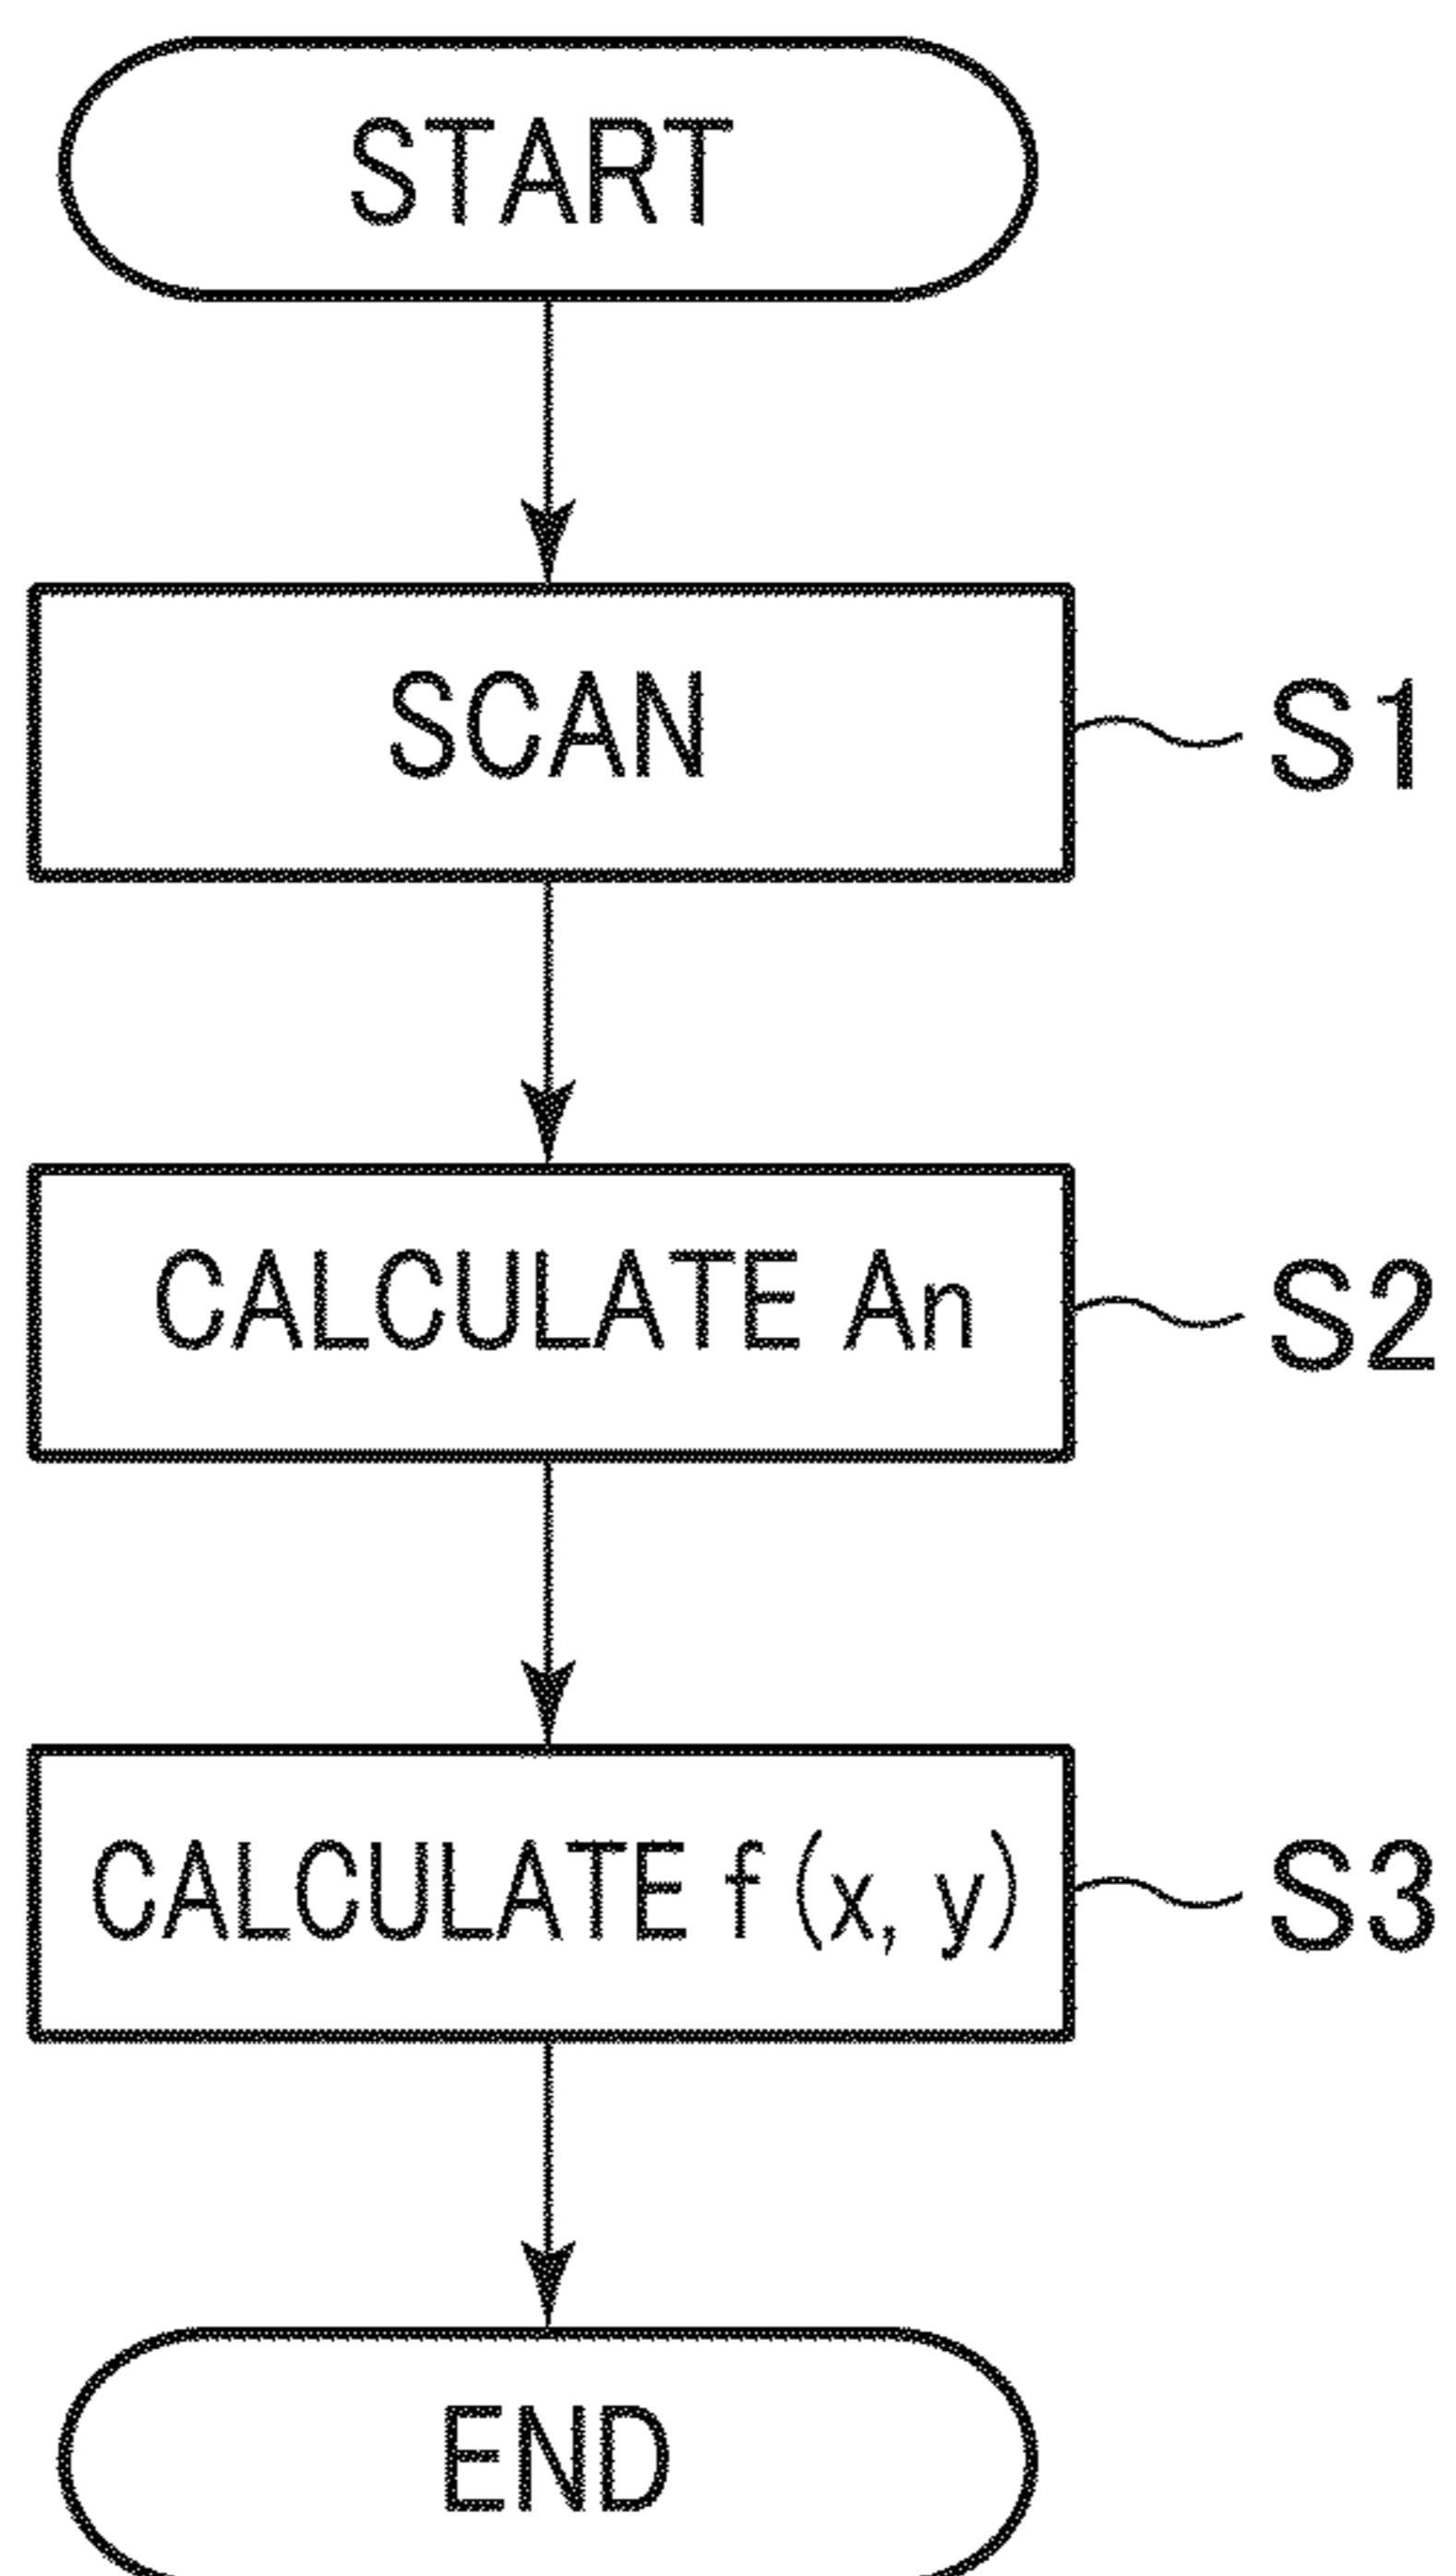 START
SCAN
S1
CALCULATE An
S2
CALCULATE f(x, y)
S3
END